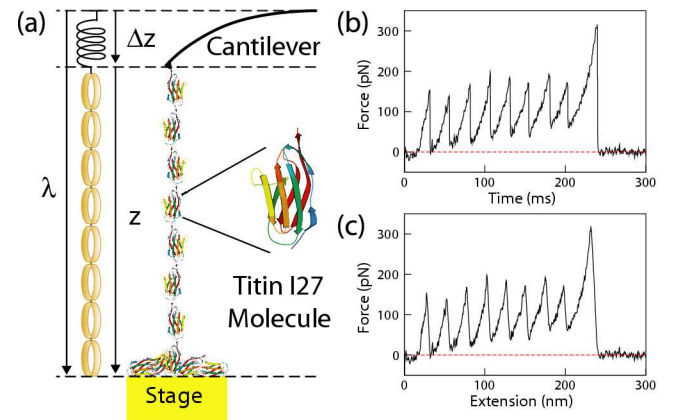 (a)
Δz
Cantilever
λ
z
Titin I27
Molecule
Stage
(b)
Force (pN)
300
200
100
0
0
100
200
300
Time (ms)
(c)
Force (pN)
300
200
100
0
0
100
200
300
Extension (nm)